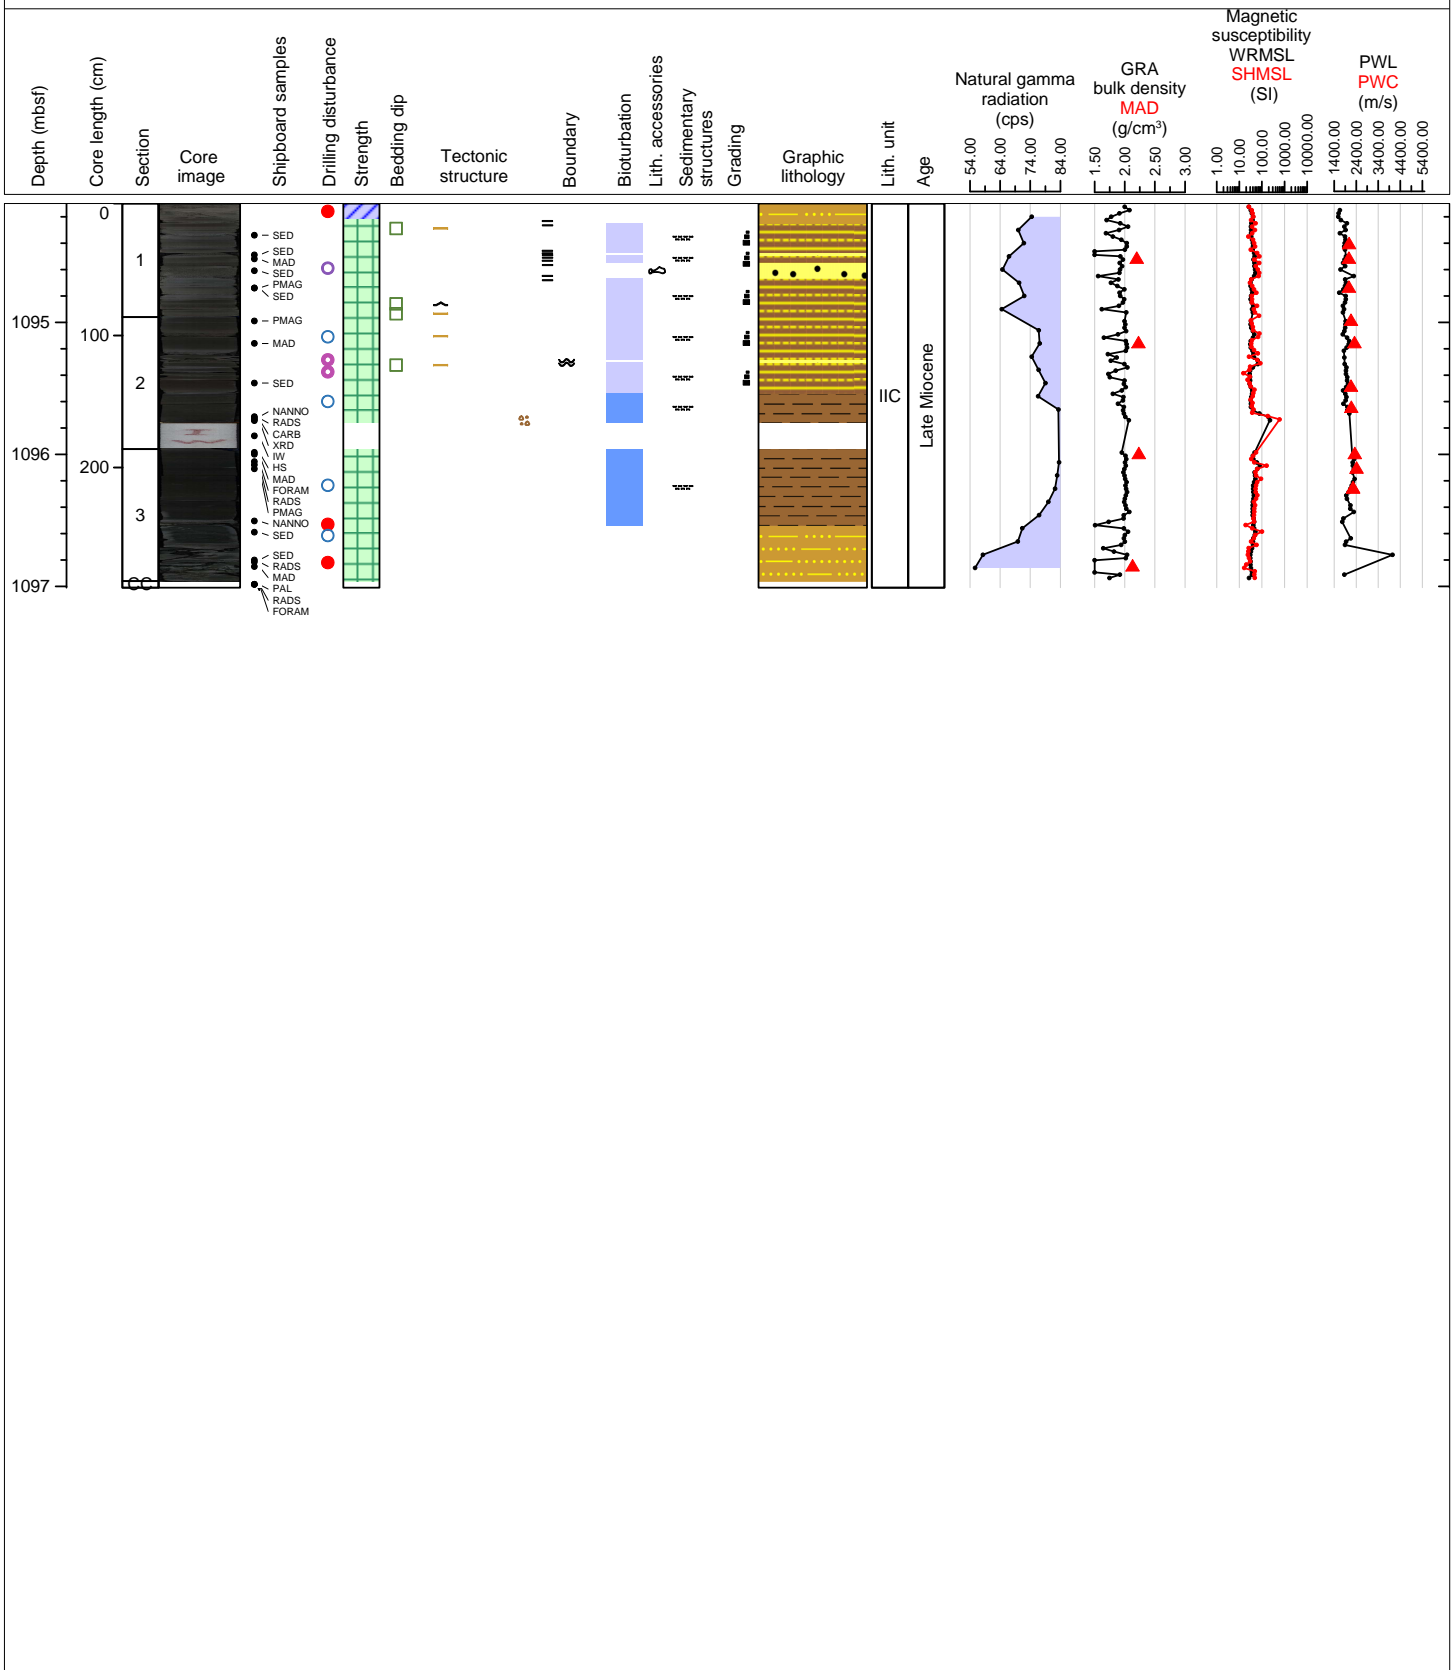 Depth (mbsf)
Core length (cm)
Section
Core
image
Shipboard samples
Drilling disturbance
Strength
Bedding dip
Tectonic
structure
Boundary
Bioturbation
Lith. accessories
Sedimentary
structures
Grading
Graphic
lithology
Lith. unit
Age
Natural gamma
radiation
(cps)
54.00
64.00
74.00
84.00
GRA
bulk density
MAD
(g/cm³)
1.50
2.00
2.50
3.00
Magnetic
susceptibility
WRMSL
SHMSL
(SI)
1.00
10.00
100.00
1000.00
10000.00
PWL
PWC
(m/s)
1400.00
2400.00
3400.00
4400.00
5400.00
1095
1096
1097
0
100
200
1
2
3
CC
SED
SED
MAD
SED
PMAG
SED
PMAG
MAD
SED
NANNO
RADS
CARB
XRD
IW
HS
MAD
FORAM
RADS
PMAG
NANNO
SED
SED
RADS
MAD
PAL
RADS
FORAM
IIC
Late Miocene